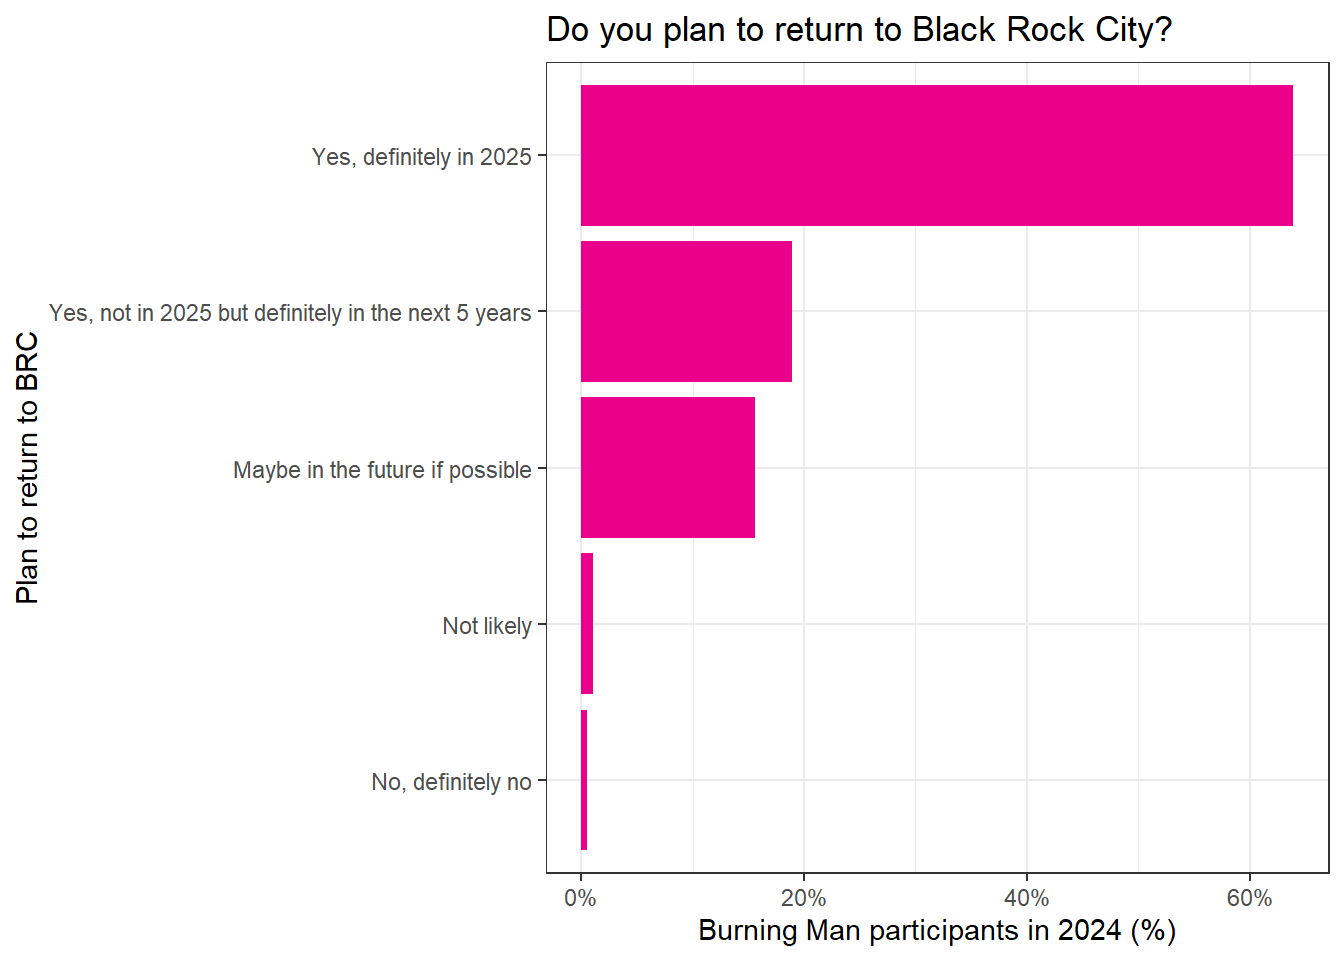 Do you plan to return to Black Rock City?
Plan to return to BRC
Yes, definitely in 2025
Yes, not in 2025 but definitely in the next 5 years
Maybe in the future if possible
Not likely
No, definitely no
0% 20% 40% 60%
Burning Man participants in 2024 (%)